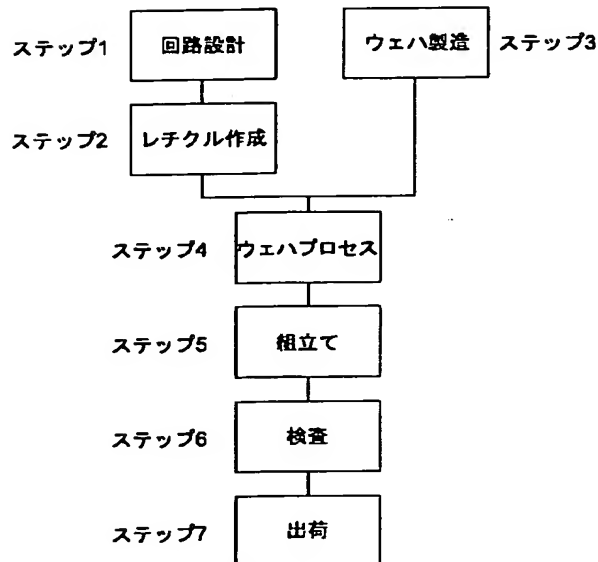 ステップ1 回路設計 ウェハ製造 ステップ3
ステップ2 レチクル作成
ステップ4 ウェハプロセス
ステップ5 組立て
ステップ6 検査
ステップ7 出荷